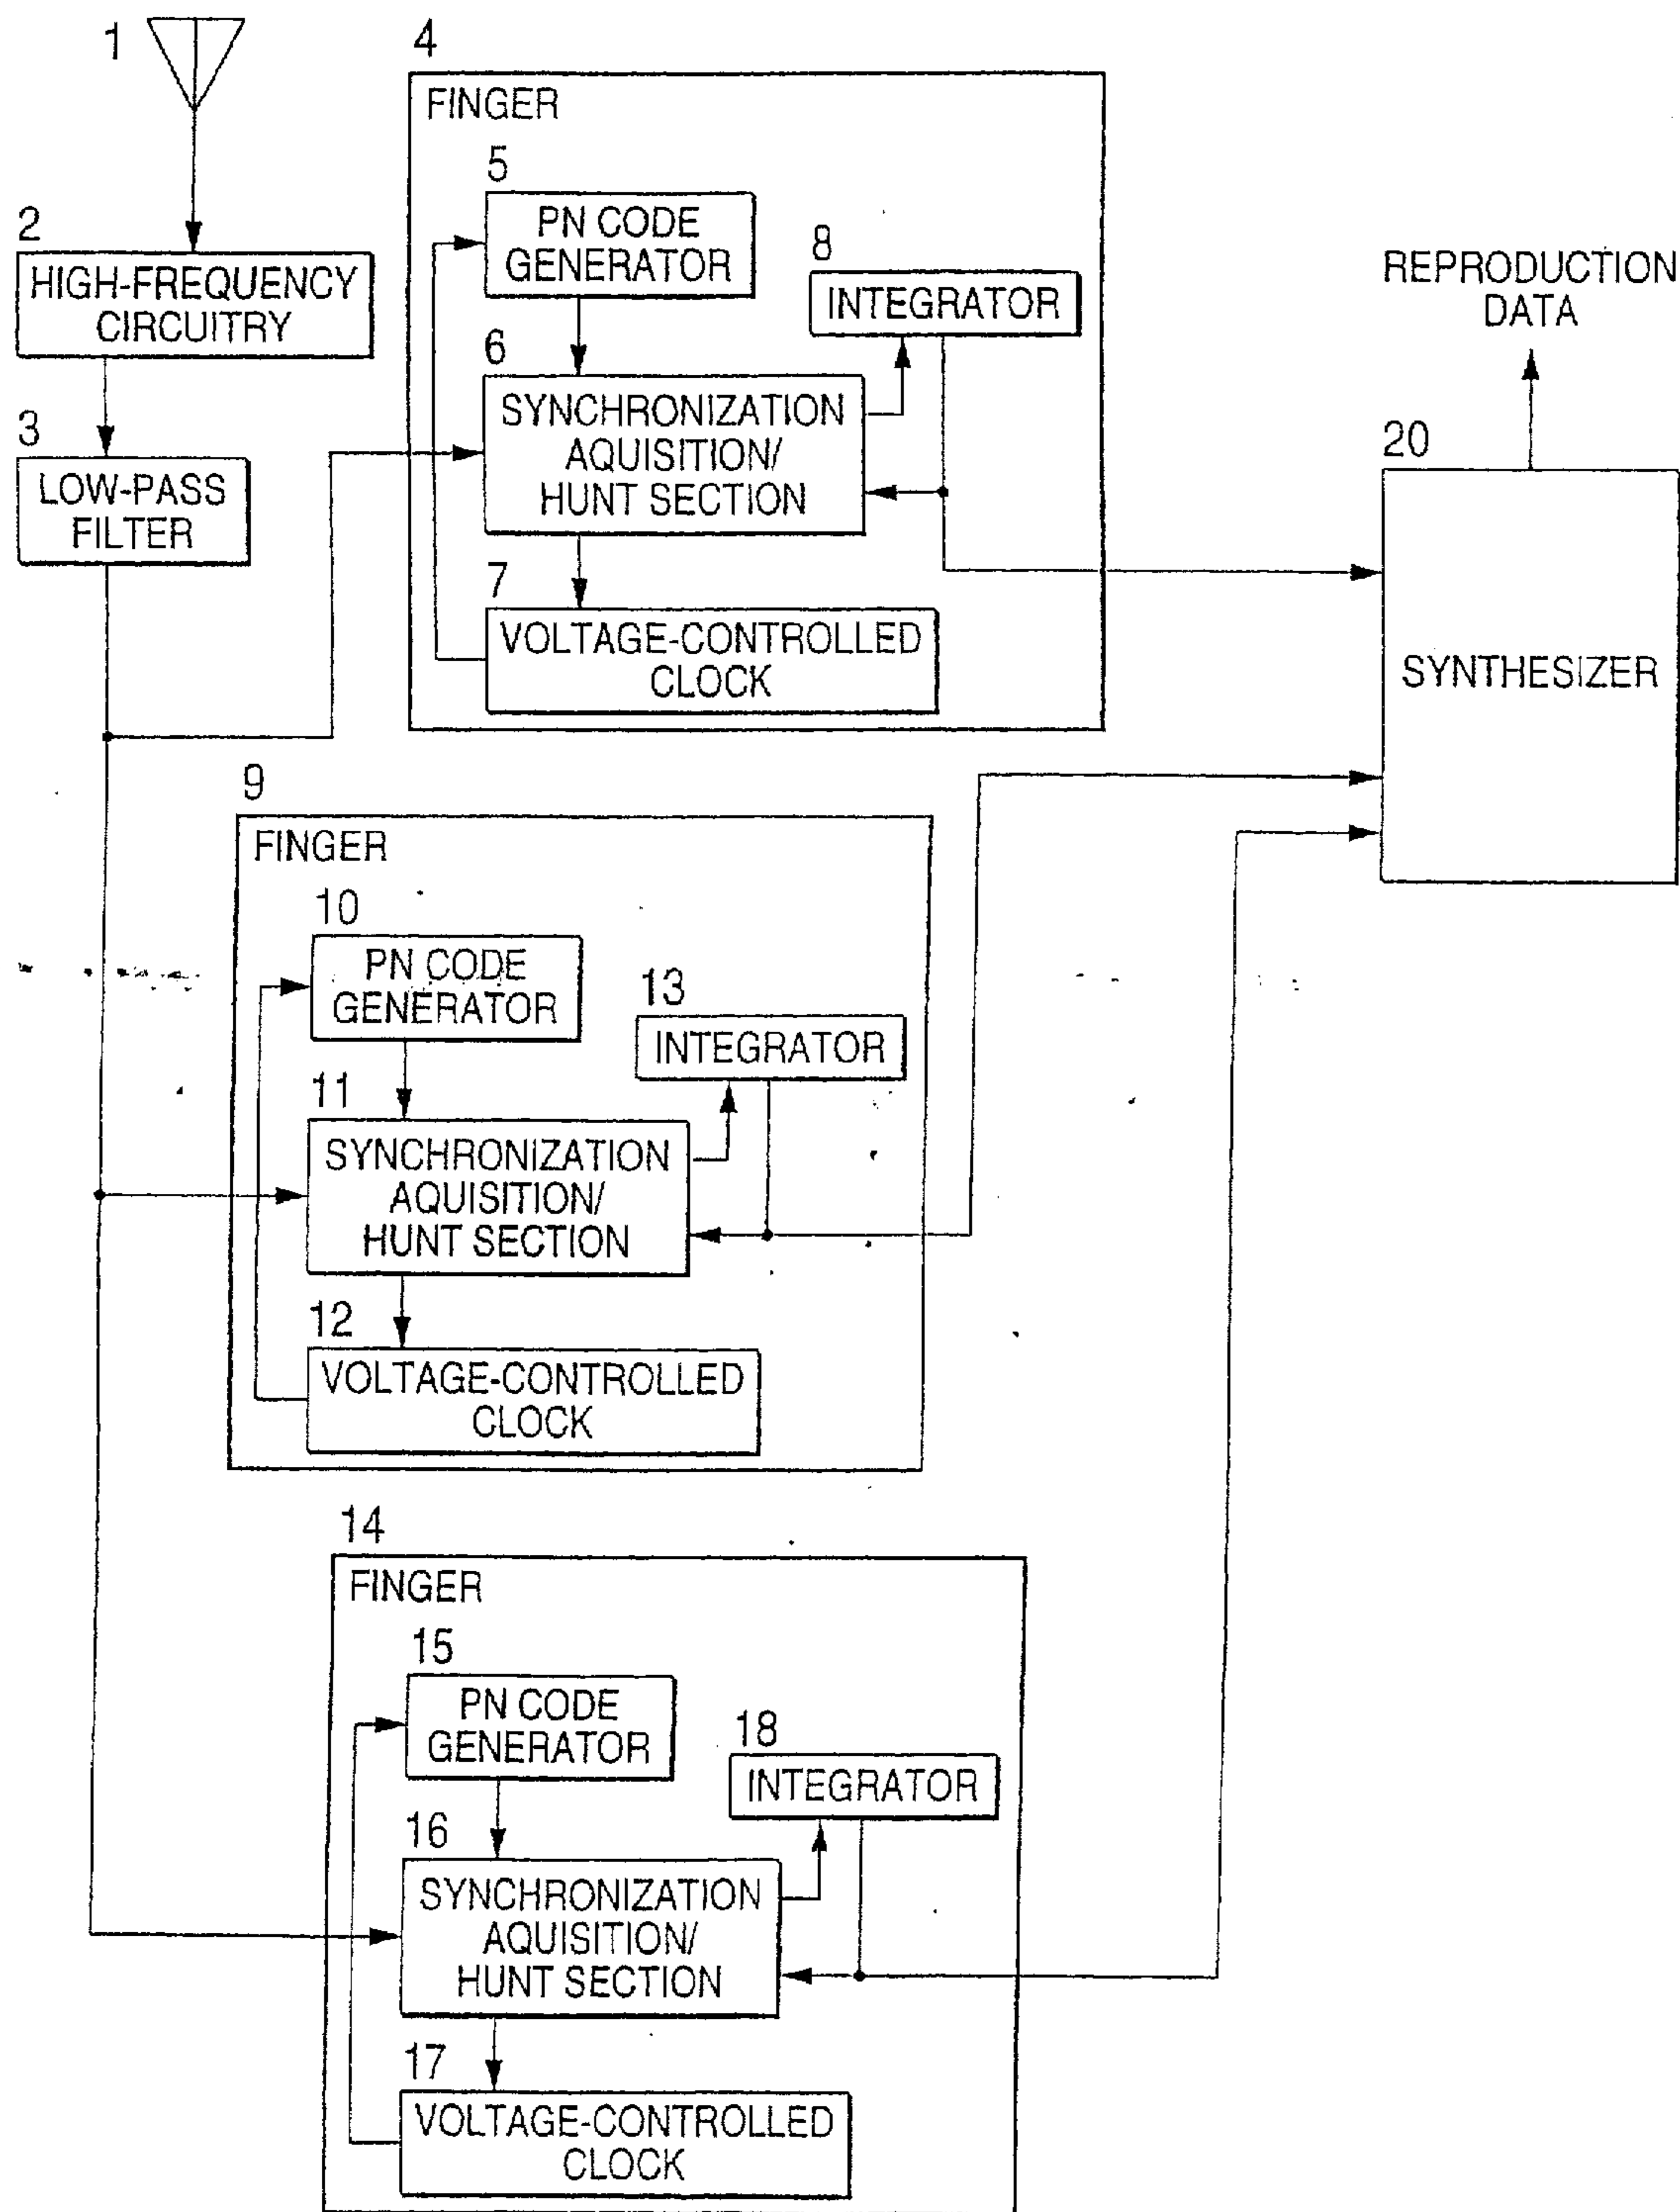 1
2
HIGH-FREQUENCY
CIRCUITRY
3
LOW-PASS
FILTER
4
FINGER
5
PN CODE
GENERATOR
8
INTEGRATOR
6
SYNCHRONIZATION
AQUISITION/
HUNT SECTION
7
VOLTAGE-CONTROLLED
CLOCK
REPRODUCTION
DATA
20
SYNTHESIZER
9
FINGER
10
PN CODE
GENERATOR
13
INTEGRATOR
11
SYNCHRONIZATION
AQUISITION/
HUNT SECTION
12
VOLTAGE-CONTROLLED
CLOCK
14
FINGER
15
PN CODE
GENERATOR
18
INTEGRATOR
16
SYNCHRONIZATION
AQUISITION/
HUNT SECTION
17
VOLTAGE-CONTROLLED
CLOCK